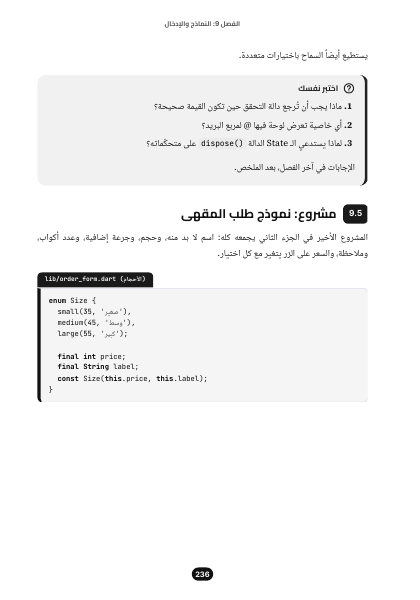 الفصل 9: النماذج والإدخال
يستطيع أيضاً السماح باختيارات متعددة.
اختبر نفسك
1. ماذا يجب أن تُرجع دالة التحقق حين تكون القيمة صحيحة؟
2. أي خاصية تعرض لوحة فيها @ لمربع البريد؟
3. لماذا يستدعي الـ State الدالة dispose() على متحكّماته؟
الإجابات في آخر الفصل، بعد الملخص.
9.5 مشروع: نموذج طلب المقهى
المشروع الأخير في الجزء الثاني يجمعه كله: اسم لا بد منه، وحجم، وجرعة إضافية، وعدد أكواب،
وملاحظة، والسعر على الزر يتغير مع كل اختيار.
lib/order_form.dart (الأحجام)
enum Size {
small(35, 'صغير'),
medium(45, 'وسط'),
large(55, 'كبير');
final int price;
final String label;
const Size(this.price, this.label);
}
236